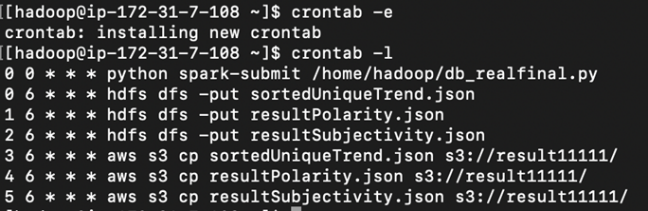 [[hadoop@ip-172-31-7-108 ~]$ crontab -e
crontab: installing new crontab
[[hadoop@ip-172-31-7-108 ~]$ crontab -l
0 0 * * * python spark-submit /home/hadoop/db_realfinal.py
0 6 * * * hdfs dfs -put sortedUniqueTrend.json
1 6 * * * hdfs dfs -put resultPolarity.json
2 6 * * * hdfs dfs -put resultSubjectivity.json
3 6 * * * aws s3 cp sortedUniqueTrend.json s3://result11111/
4 6 * * * aws s3 cp resultPolarity.json s3://result11111/
5 6 * * * aws s3 cp resultSubjectivity.json s3://result11111/